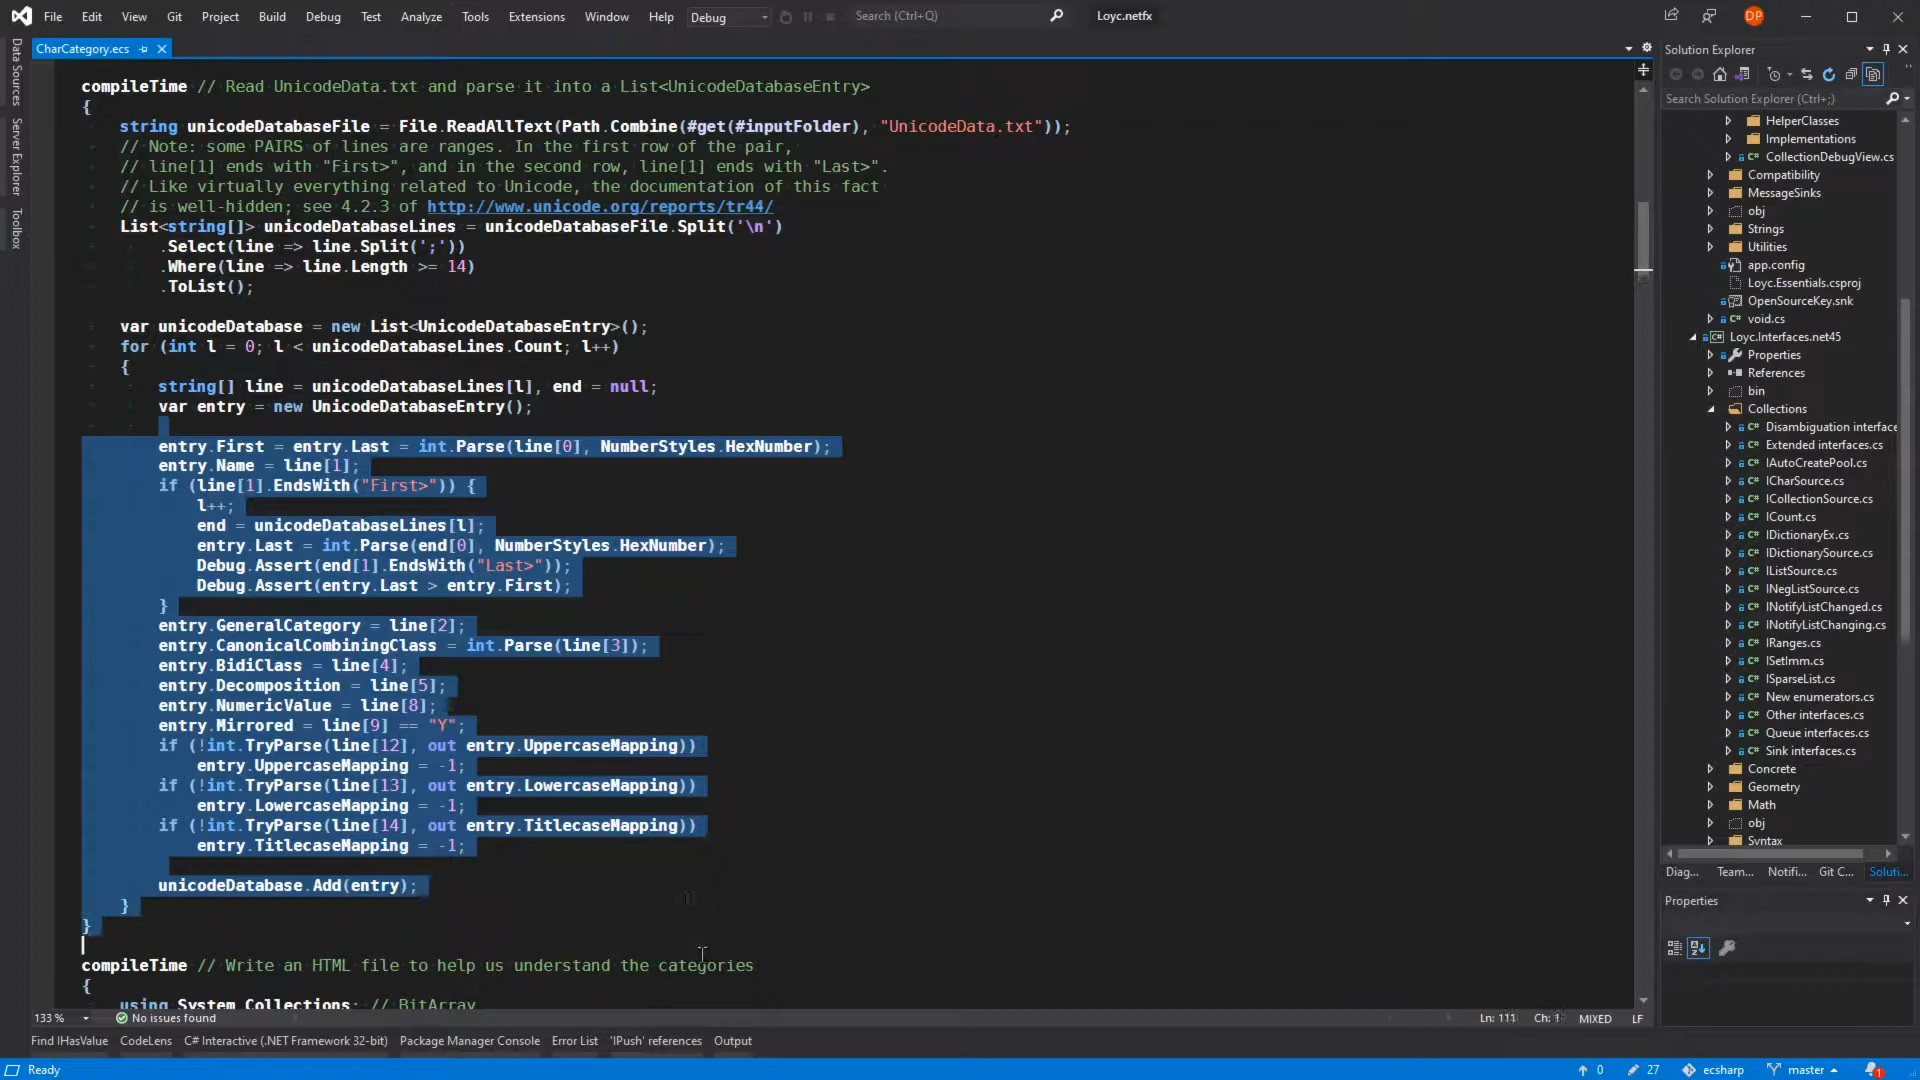 File Edit View Git Project Build Debug Test Analyze Tools Extensions Window Help Debug Search (Ctrl+Q) Loyc.netfx DP
CharCategory.ecs
Data Sources
Server Explorer
Toolbox
compileTime // Read UnicodeData.txt and parse it into a List<UnicodeDatabaseEntry>
{
string unicodeDatabaseFile = File.ReadAllText(Path.Combine(#get(#inputFolder), "UnicodeData.txt"));
// Note: some PAIRS of lines are ranges. In the first row of the pair,
// line[1] ends with "First>", and in the second row, line[1] ends with "Last>".
// Like virtually everything related to Unicode, the documentation of this fact
// is well-hidden; see 4.2.3 of http://www.unicode.org/reports/tr44/
List<string[]> unicodeDatabaseLines = unicodeDatabaseFile.Split('\n')
.Select(line => line.Split(';'))
.Where(line => line.Length >= 14)
.ToList();
var unicodeDatabase = new List<UnicodeDatabaseEntry>();
for (int l = 0; l < unicodeDatabaseLines.Count; l++)
{
string[] line = unicodeDatabaseLines[l], end = null;
var entry = new UnicodeDatabaseEntry();
entry.First = entry.Last = int.Parse(line[0], NumberStyles.HexNumber);
entry.Name = line[1];
if (line[1].EndsWith("First>")) {
l++;
end = unicodeDatabaseLines[l];
entry.Last = int.Parse(end[0], NumberStyles.HexNumber);
Debug.Assert(end[1].EndsWith("Last>"));
Debug.Assert(entry.Last > entry.First);
}
entry.GeneralCategory = line[2];
entry.CanonicalCombiningClass = int.Parse(line[3]);
entry.BidiClass = line[4];
entry.Decomposition = line[5];
entry.NumericValue = line[8];
entry.Mirrored = line[9] == "Y";
if (!int.TryParse(line[12], out entry.UppercaseMapping))
entry.UppercaseMapping = -1;
if (!int.TryParse(line[13], out entry.LowercaseMapping))
entry.LowercaseMapping = -1;
if (!int.TryParse(line[14], out entry.TitlecaseMapping))
entry.TitlecaseMapping = -1;
unicodeDatabase.Add(entry);
}
}
compileTime // Write an HTML file to help us understand the categories
{
using System.Collections; // BitArray
133 % No issues found Ln: 111 Ch: 1 MIXED LF
Solution Explorer
Search Solution Explorer (Ctrl+;)
HelperClasses
Implementations
CollectionDebugView.cs
Compatibility
MessageSinks
obj
Strings
Utilities
app.config
Loyc.Essentials.csproj
OpenSourceKey.snk
void.cs
Loyc.Interfaces.net45
Properties
References
bin
Collections
Disambiguation interface
Extended interfaces.cs
IAutoCreatePool.cs
ICharSource.cs
ICollectionSource.cs
ICount.cs
IDictionaryEx.cs
IDictionarySource.cs
IListSource.cs
INegListSource.cs
INotifyListChanged.cs
INotifyListChanging.cs
IRanges.cs
ISetImm.cs
ISparseList.cs
New enumerators.cs
Other interfaces.cs
Queue interfaces.cs
Sink interfaces.cs
Concrete
Geometry
Math
obj
Syntax
Diag... Team... Notifi... Git C... Soluti...
Properties
Find IHasValue CodeLens C# Interactive (.NET Framework 32-bit) Package Manager Console Error List 'IPush' references Output
Ready 0 27 ecsharp master 1